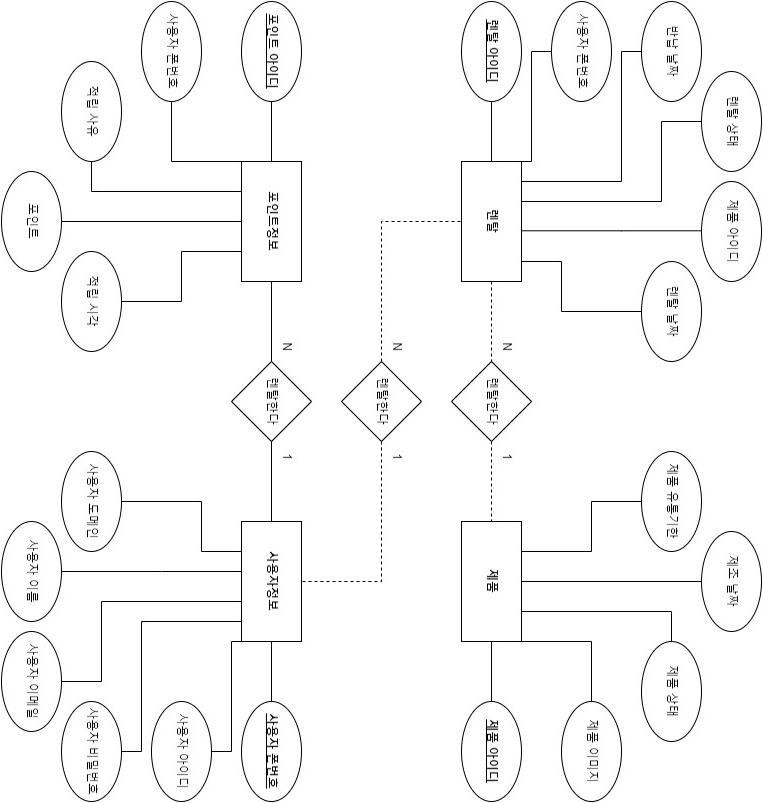 렌탈 상태
제품 아이디
제조 날짜
반납 날짜
렌탈 날짜
제품 유통기한
제품 상태
사용자 폰번호
제품 이미지
렌탈 아이디
렌탈
N
렌탈한다
1
제품
제품 아이디
N
렌탈한다
1
포인트 아이디
포인트정보
N
렌탈한다
1
사용자정보
사용자 폰번호
사용자 폰번호
사용자 아이디
적립 사유
적립 시각
사용자 도메인
사용자 비밀번호
포인트
사용자 이름
사용자 이메일